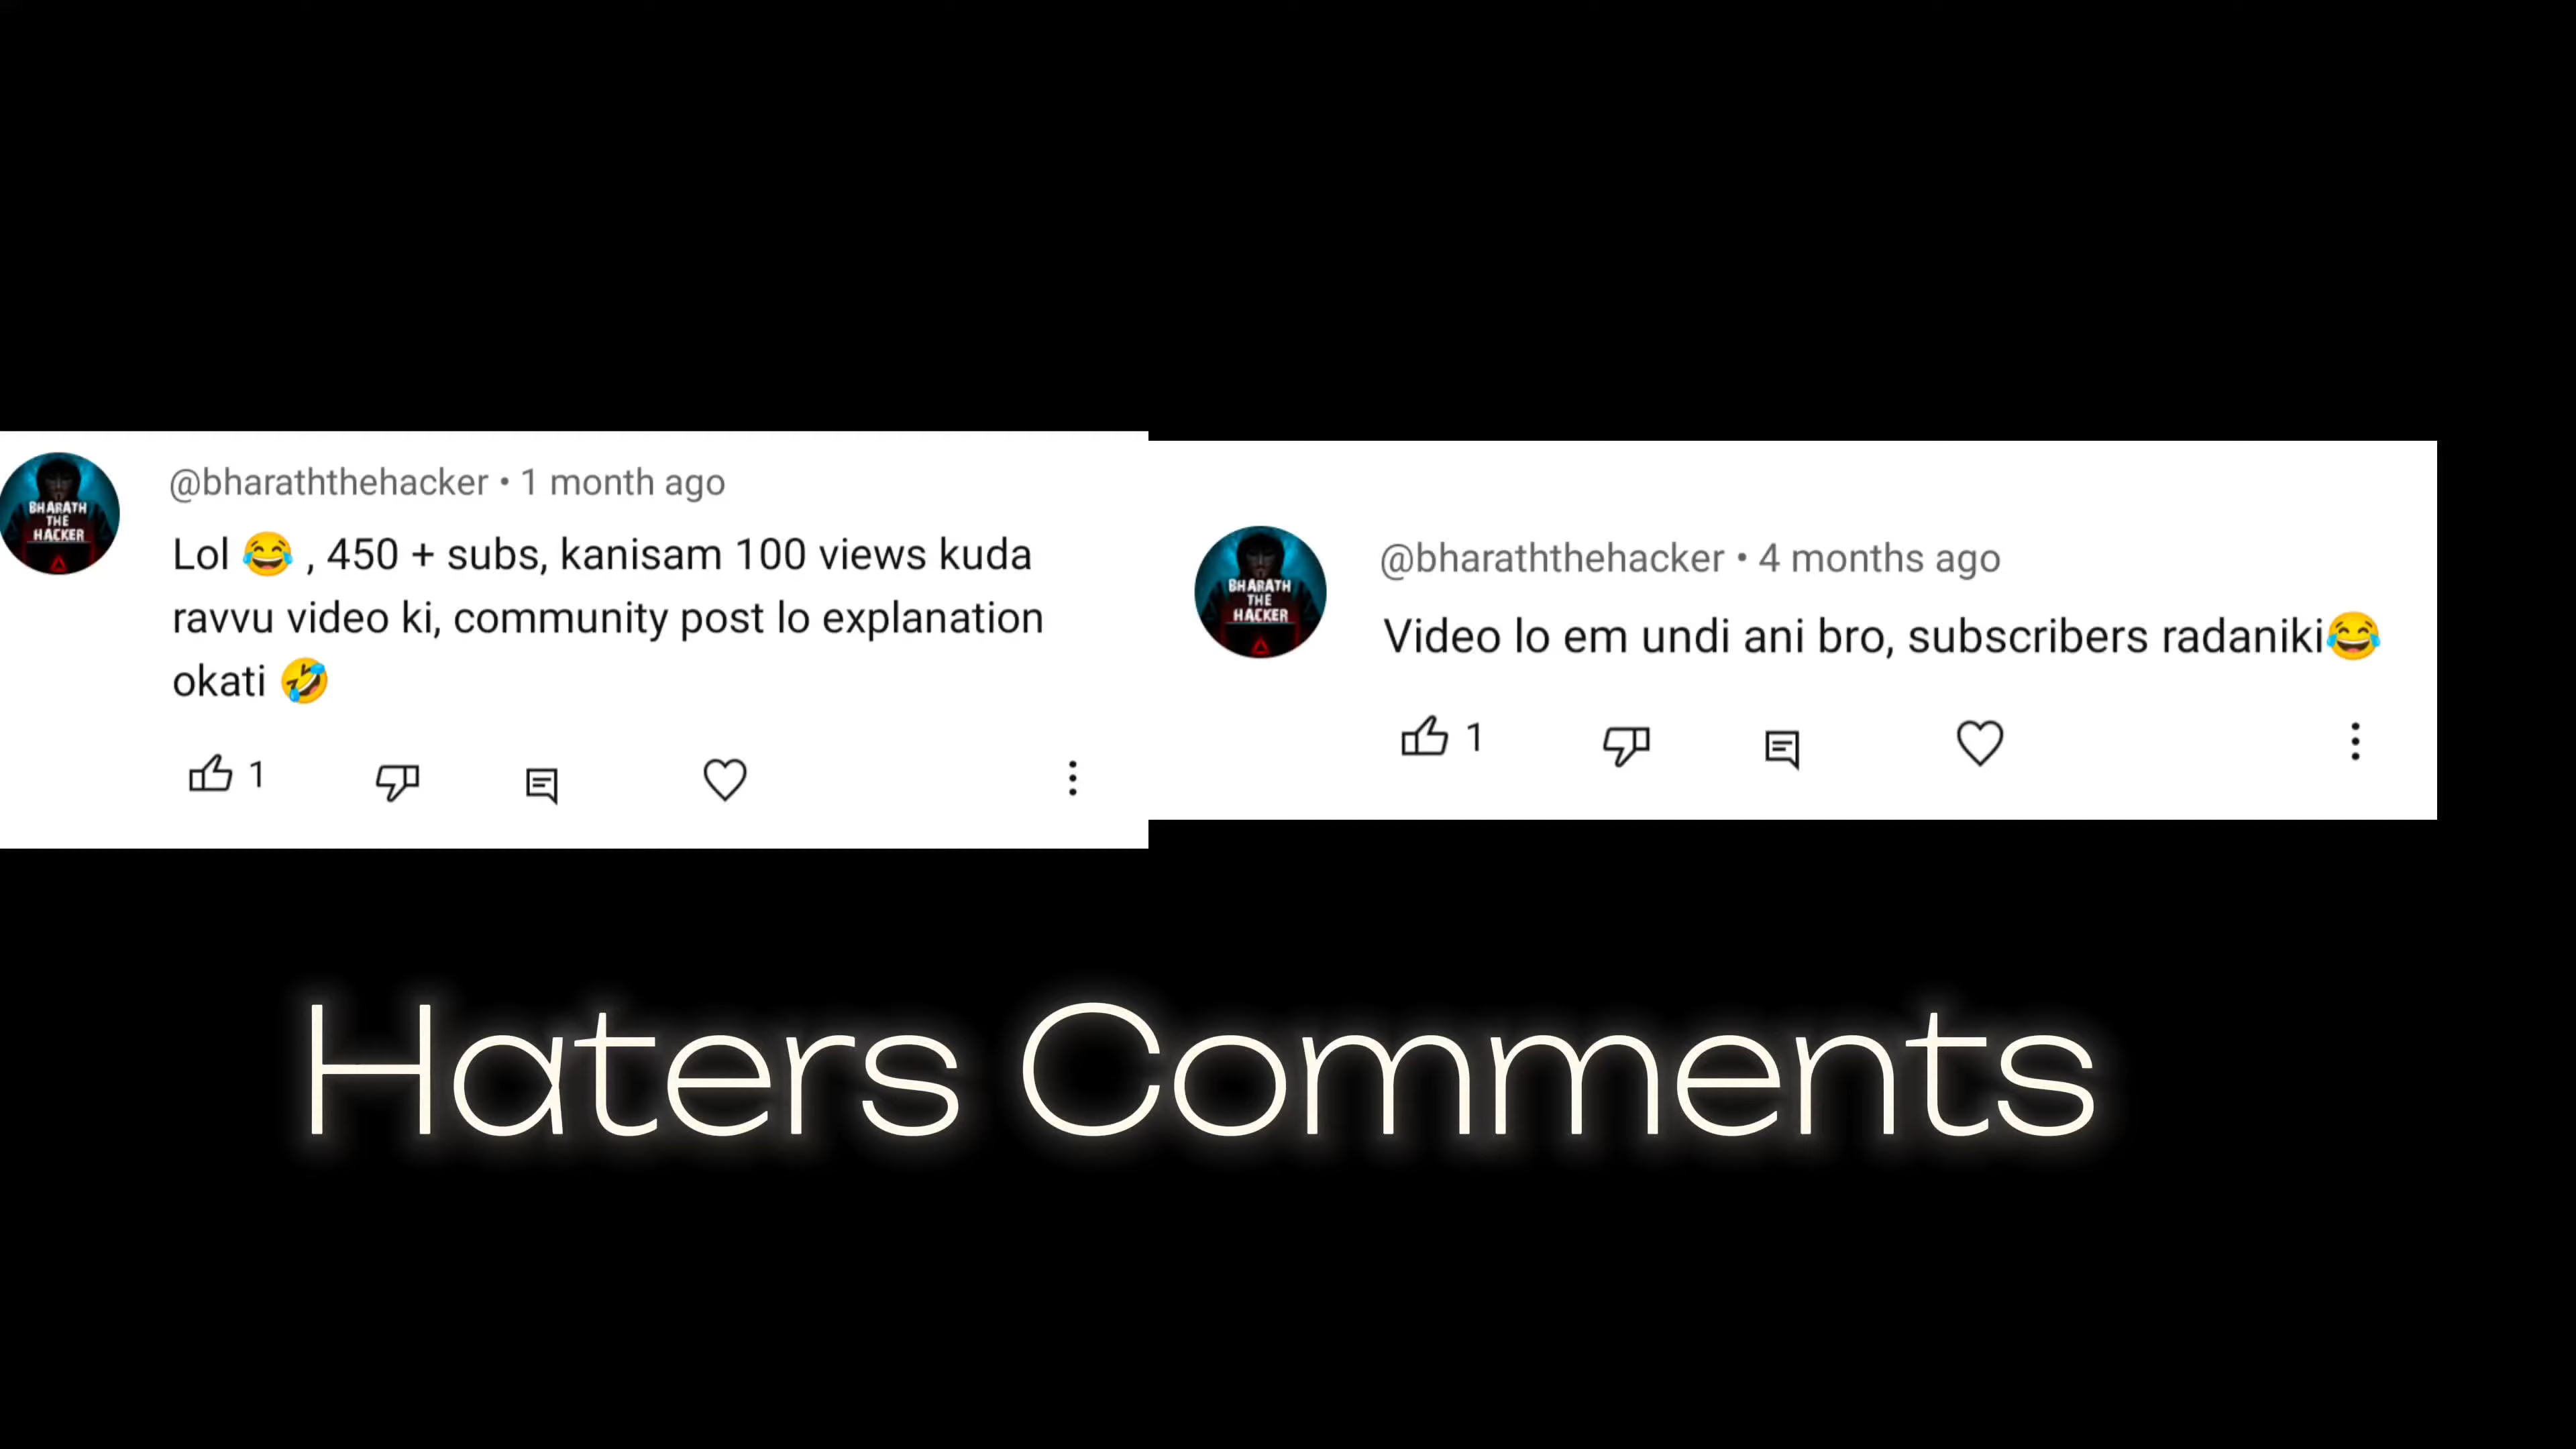 BHARATH
THE
HACKER
@bharaththehacker • 1 month ago
Lol 😂 , 450 + subs, kanisam 100 views kuda
ravvu video ki, community post lo explanation
okati 🤣
1
BHARATH
THE
HACKER
@bharaththehacker • 4 months ago
Video lo em undi ani bro, subscribers radaniki😂
1
Haters Comments